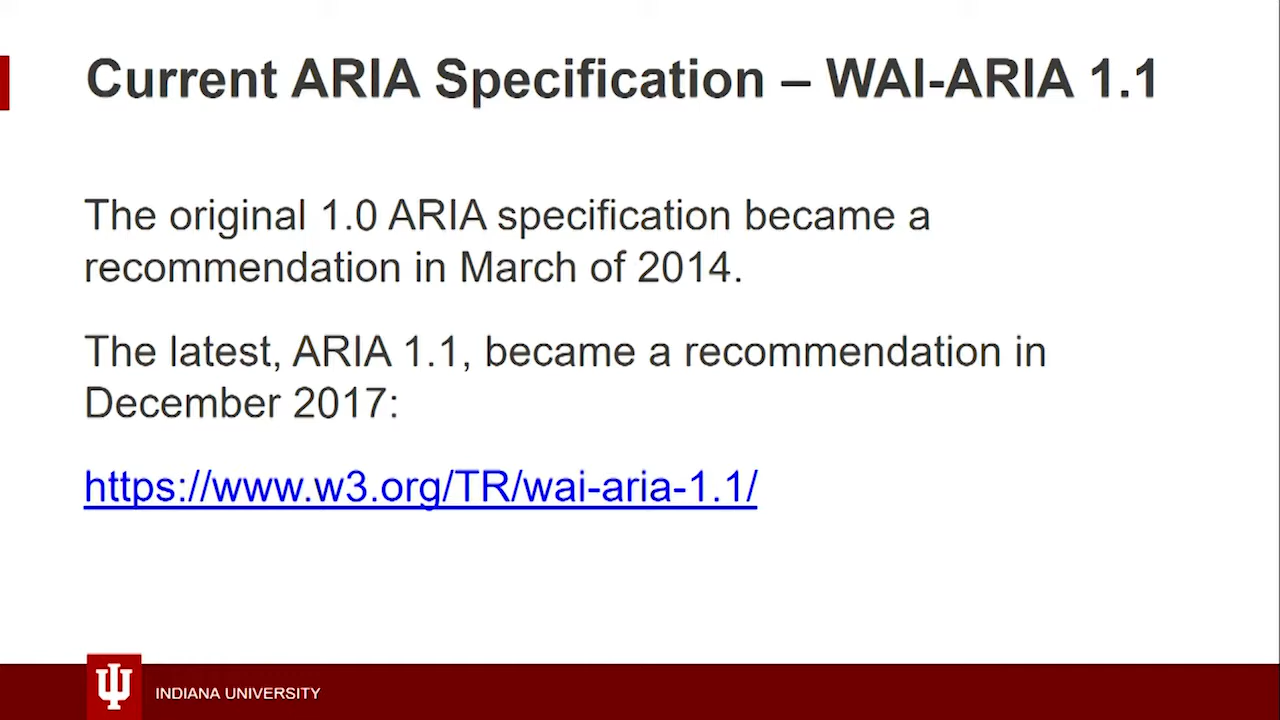 Current ARIA Specification – WAI-ARIA 1.1
The original 1.0 ARIA specification became a
recommendation in March of 2014.
The latest, ARIA 1.1, became a recommendation in
December 2017:
https://www.w3.org/TR/wai-aria-1.1/
INDIANA UNIVERSITY